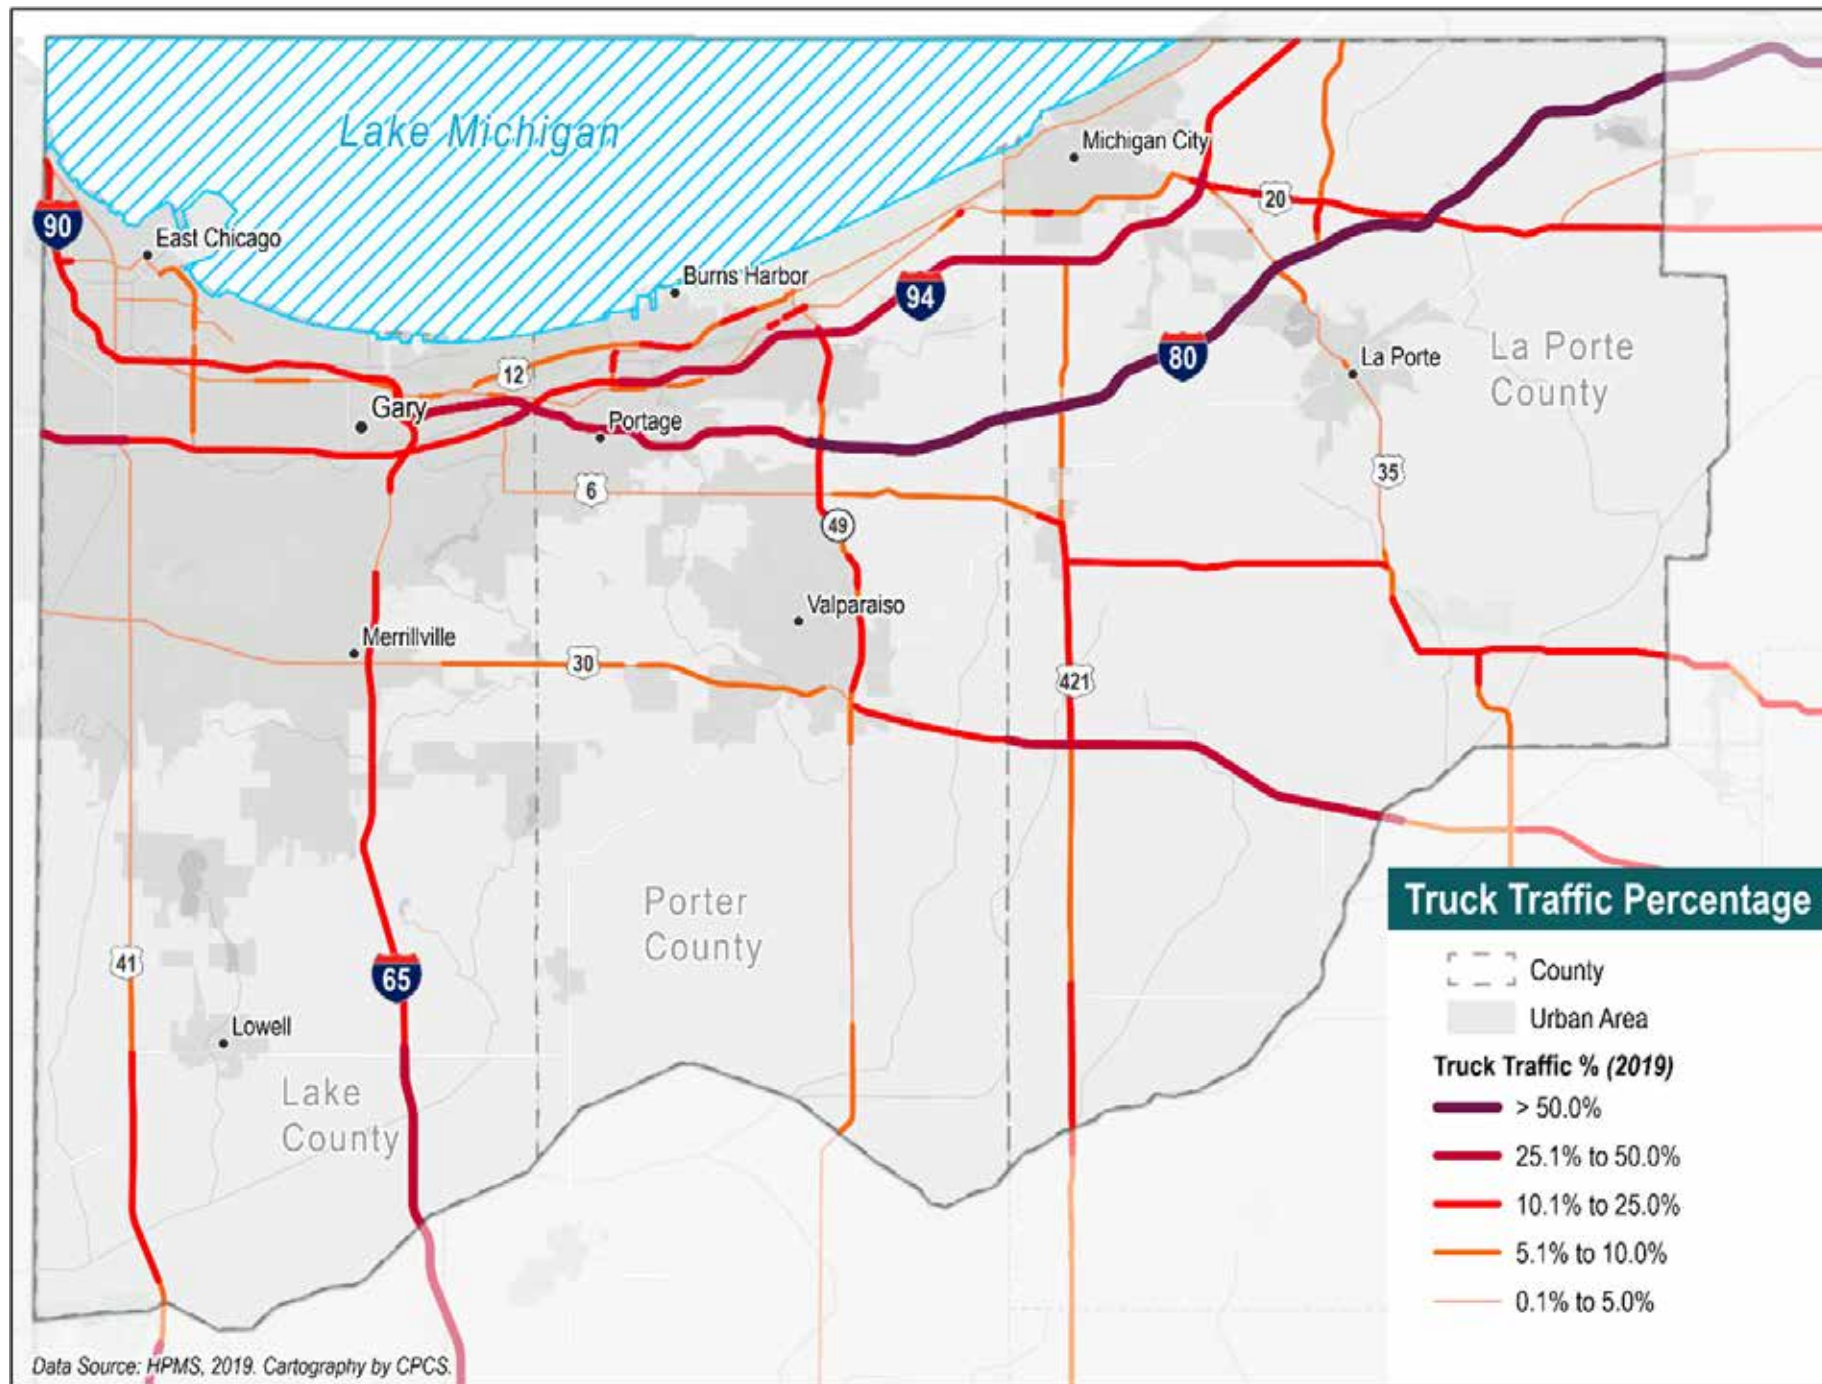 Lake Michigan
Michigan City
90
20
East Chicago
Burns Harbor
94
80
La Porte
La Porte
County
12
Gary
Portage
35
6
49
Valparaiso
Merrillville
30
421
Porter
County
41
65
Lowell
Lake
County
Truck Traffic Percentage
County
Urban Area
Truck Traffic % (2019)
> 50.0%
25.1% to 50.0%
10.1% to 25.0%
5.1% to 10.0%
0.1% to 5.0%
Data Source: HPMS, 2019. Cartography by CPCS.